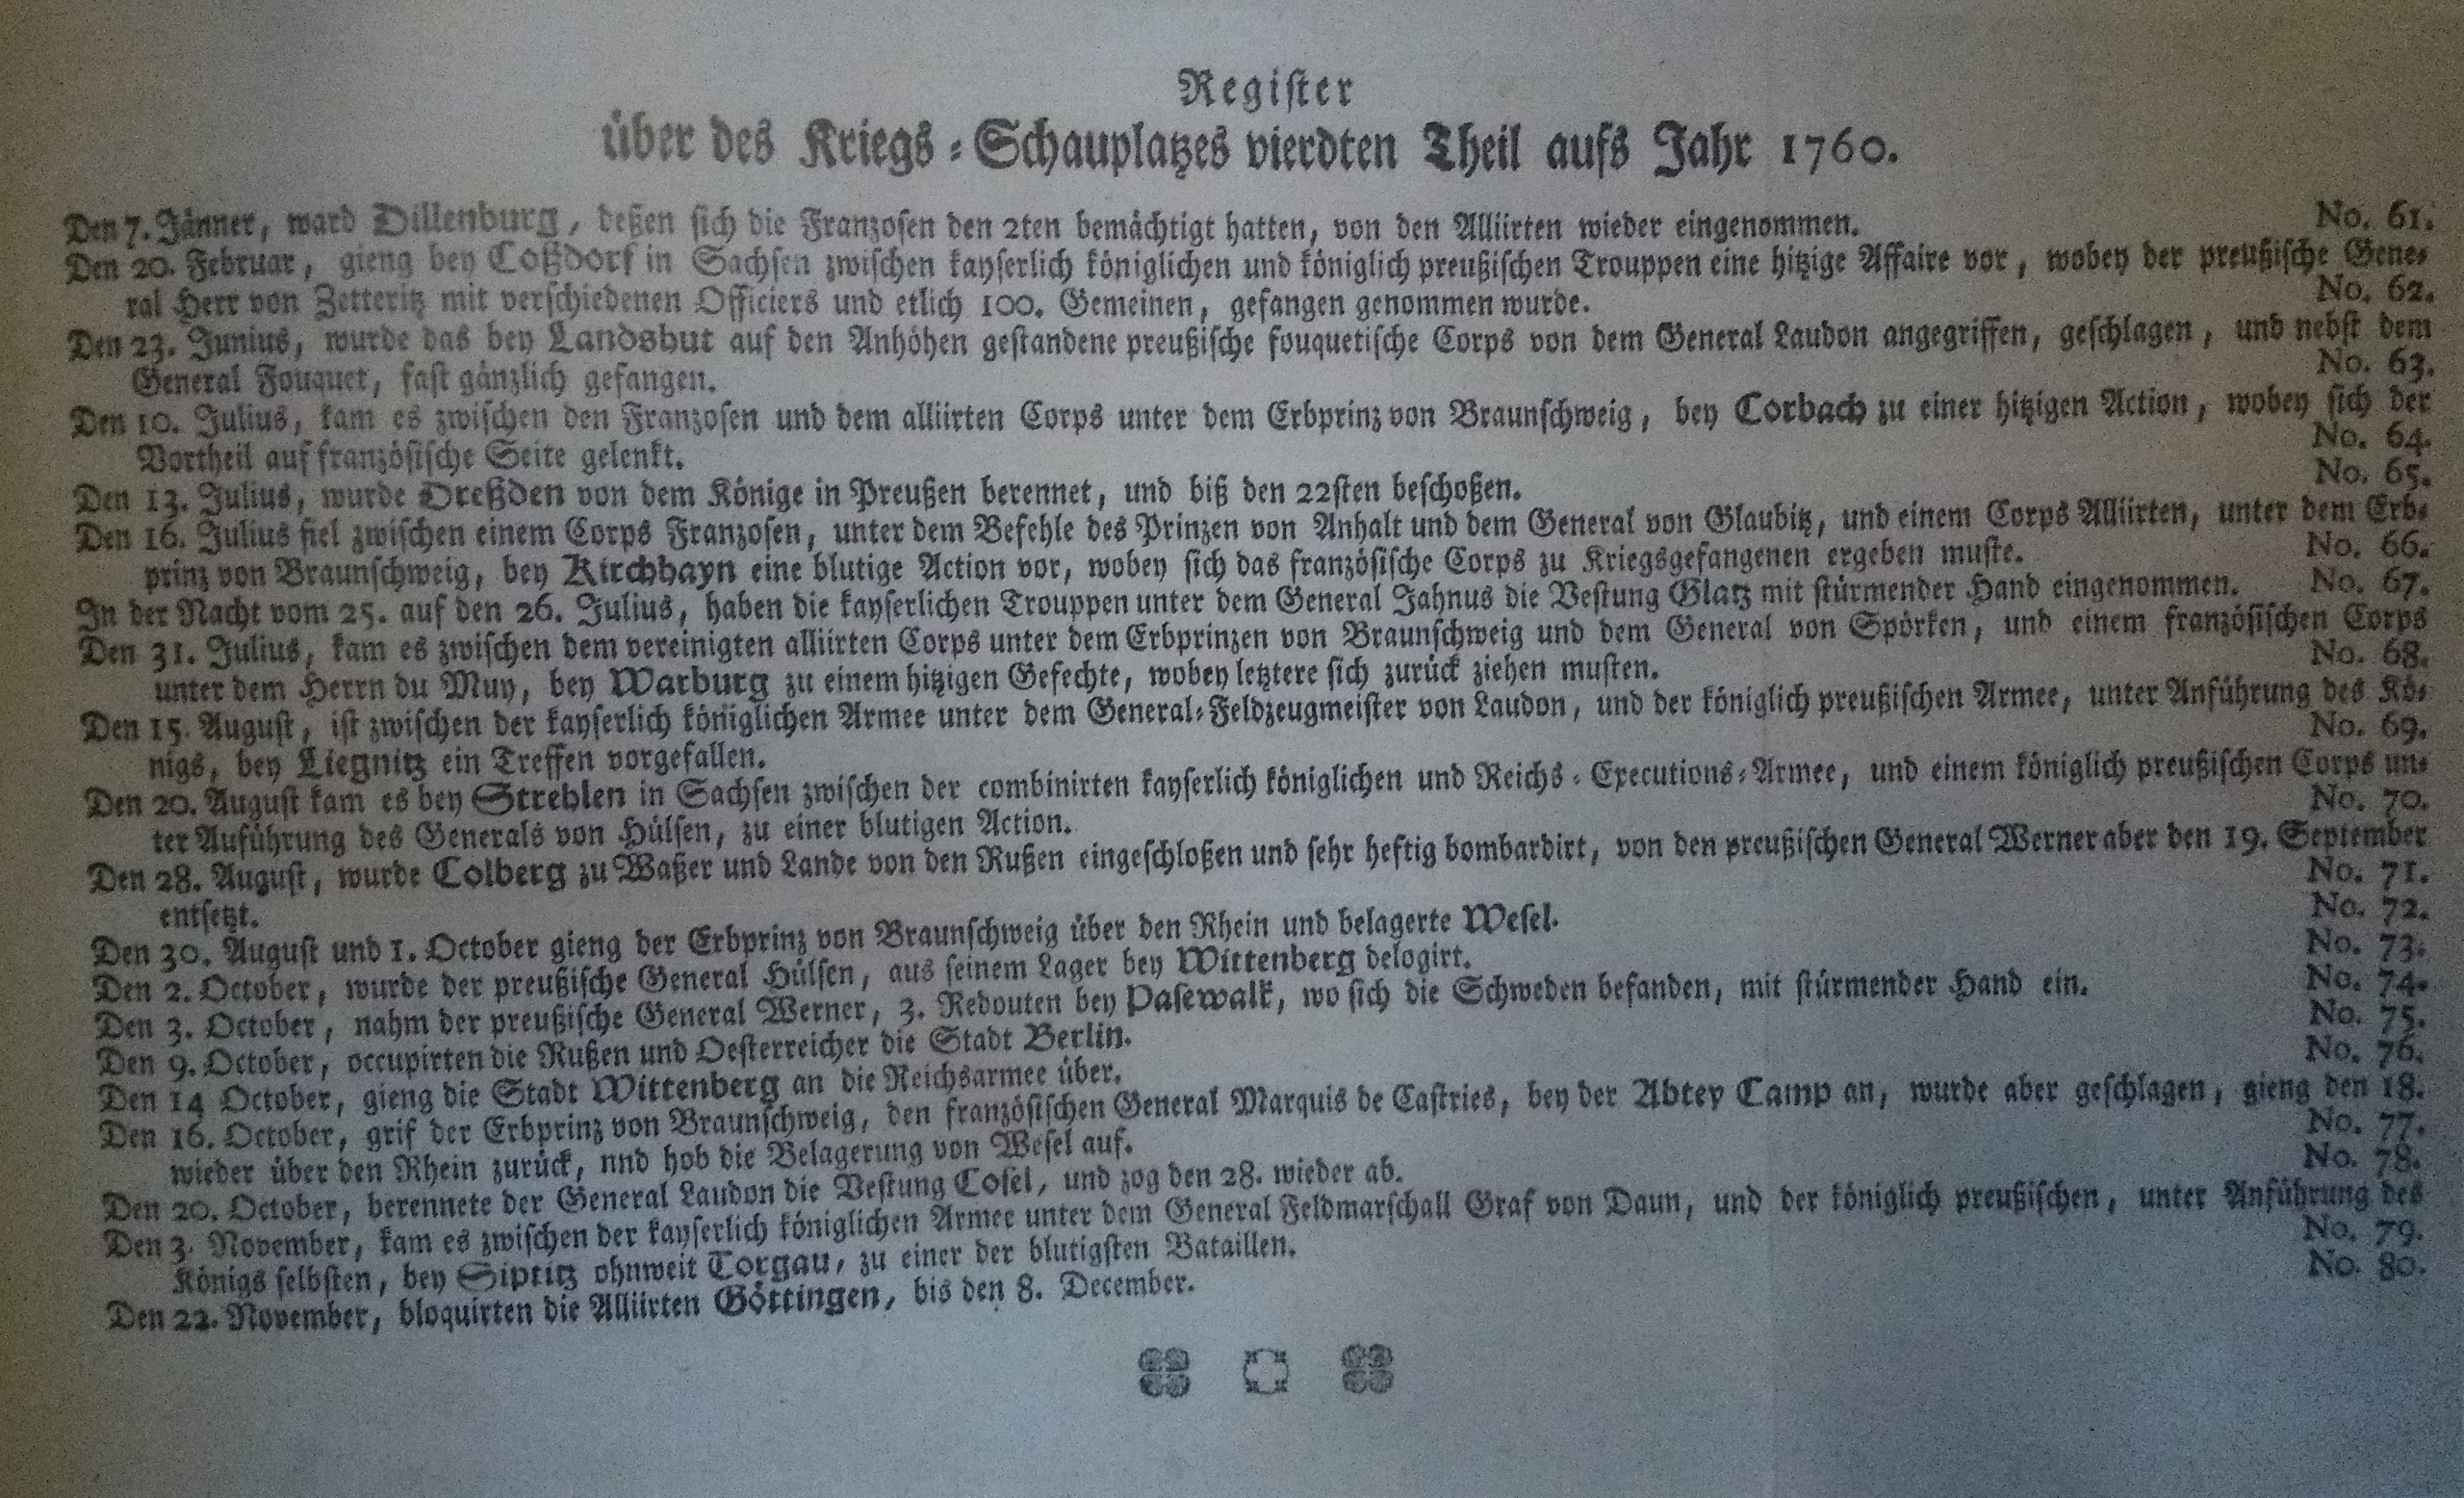 Register
über des Kriegs⸗Schauplatzes vierdten Theil aufs Jahr 1760.
Den 7. Jänner, ward Dillenburg, deßen sich die Franzosen den 2ten bemächtigt hatten, von den Alliirten wieder eingenommen. No. 61.
Den 20. Februar, gieng bey Coßdorf in Sachsen zwischen kayserlich königlichen und königlich preußischen Trouppen eine hitzige Affaire vor, wobey der preußische Gene⸗
ral Herr von Zetteritz mit verschiedenen Officiers und etlich 100. Gemeinen, gefangen genommen wurde. No. 62.
Den 23. Junius, wurde das bey Landshut auf den Anhöhen gestandene preußische fouquetische Corps von dem General Laudon angegriffen, geschlagen, und nebst dem
General Fouquet, fast gänzlich gefangen. No. 63.
Den 10. Julius, kam es zwischen den Franzosen und dem alliirten Corps unter dem Erbprinz von Braunschweig, bey Corbach zu einer hitzigen Action, wobey sich der
Vortheil auf französische Seite gelenkt. No. 64.
Den 13. Julius, wurde Dreßden von dem Könige in Preußen berennet, und biß den 22sten beschoßen. No. 65.
Den 16. Julius fiel zwischen einem Corps Franzosen, unter dem Befehle des Prinzen von Anhalt und dem General von Glaubitz, und einem Corps Alliirten, unter dem Erb⸗
prinz von Braunschweig, bey Kirchhayn eine blutige Action vor, wobey sich das französische Corps zu Kriegsgefangenen ergeben muste. No. 66.
In der Nacht vom 25. auf den 26. Julius, haben die kayserlichen Trouppen unter dem General Jahnus die Vestung Glatz mit stürmender Hand eingenommen. No. 67.
Den 31. Julius, kam es zwischen dem vereinigten alliirten Corps unter dem Erbprinzen von Braunschweig und dem General von Spörken, und einem französischen Corps
unter dem Herrn du Muy, bey Warburg zu einem hitzigen Gefechte, wobey letztere sich zurück ziehen musten. No. 68.
Den 15. August, ist zwischen der kayserlich königlichen Armee unter dem General⸗Feldzeugmeister von Laudon, und der königlich preußischen Armee, unter Anführung des Kö⸗
nigs, bey Liegnitz ein Treffen vorgefallen. No. 69.
Den 20. August kam es bey Strehlen in Sachsen zwischen der combinirten kayserlich königlichen und Reichs⸗Executions⸗Armee, und einem königlich preußischen Corps un⸗
ter Auführung des Generals von Hülsen, zu einer blutigen Action. No. 70.
Den 28. August, wurde Colberg zu Waßer und Lande von den Rußen eingeschloßen und sehr heftig bombardirt, von den preußischen General Werner aber den 19. September
entsetzt. No. 71.
Den 30. August und 1. October gieng der Erbprinz von Braunschweig über den Rhein und belagerte Wesel. No. 72.
Den 2. October, wurde der preußische General Hülsen, aus seinem Lager bey Wittenberg delogirt. No. 73.
Den 3. October, nahm der preußische General Werner, 3. Redouten bey Pasewalk, wo sich die Schweden befanden, mit stürmender Hand ein. No. 74.
Den 9. October, occupirten die Rußen und Oesterreicher die Stadt Berlin. No. 75.
Den 14 October, gieng die Stadt Wittenberg an die Reichsarmee über. No. 76.
Den 16. October, grif der Erbprinz von Braunschweig, den französischen General Marquis de Castries, bey der Abtey Camp an, wurde aber geschlagen, gieng den 18.
wieder über den Rhein zurück, nnd hob die Belagerung von Wesel auf. No. 77.
Den 20. October, berennete der General Laudon die Vestung Cosel, und zog den 28. wieder ab. No. 78.
Den 3. November, kam es zwischen der kayserlich königlichen Armee unter dem General Feldmarschall Graf von Daun, und der königlich preußischen, unter Anführung des
Königs selbsten, bey Siptitz ohnweit Torgau, zu einer der blutigsten Bataillen. No. 79.
Den 22. November, bloquirten die Alliirten Göttingen, bis den 8. December. No. 80.